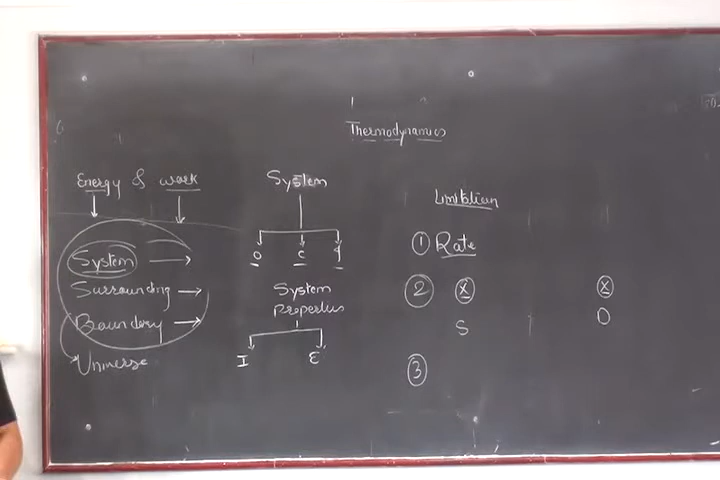 Thermodynamics
Energy & work
System
Surrounding
Boundary
Universe
System
O C I
System
Properties
I E
Limitation
① Rate
② X X
S O
③